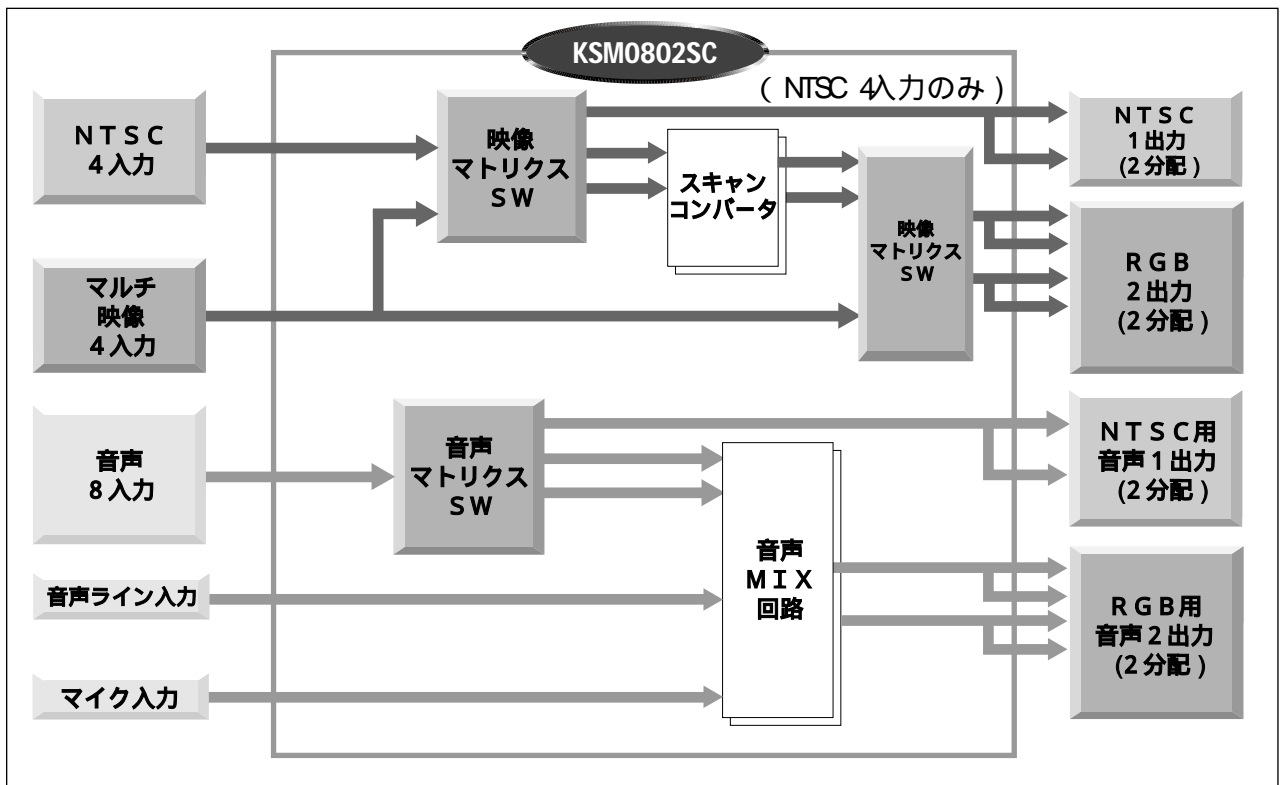 KSM0802SC
(NTSC 4入力のみ)
NTSC
4入力
映像
マトリクス
SW
スキャン
コンバータ
映像
マトリクス
SW
NTSC
1出力
(2分配)
マルチ
映像
4入力
RGB
2出力
(2分配)
音声
8入力
音声
マトリクス
SW
NTSC用
音声1出力
(2分配)
音声ライン入力
音声
MIX
回路
RGB用
音声2出力
(2分配)
マイク入力